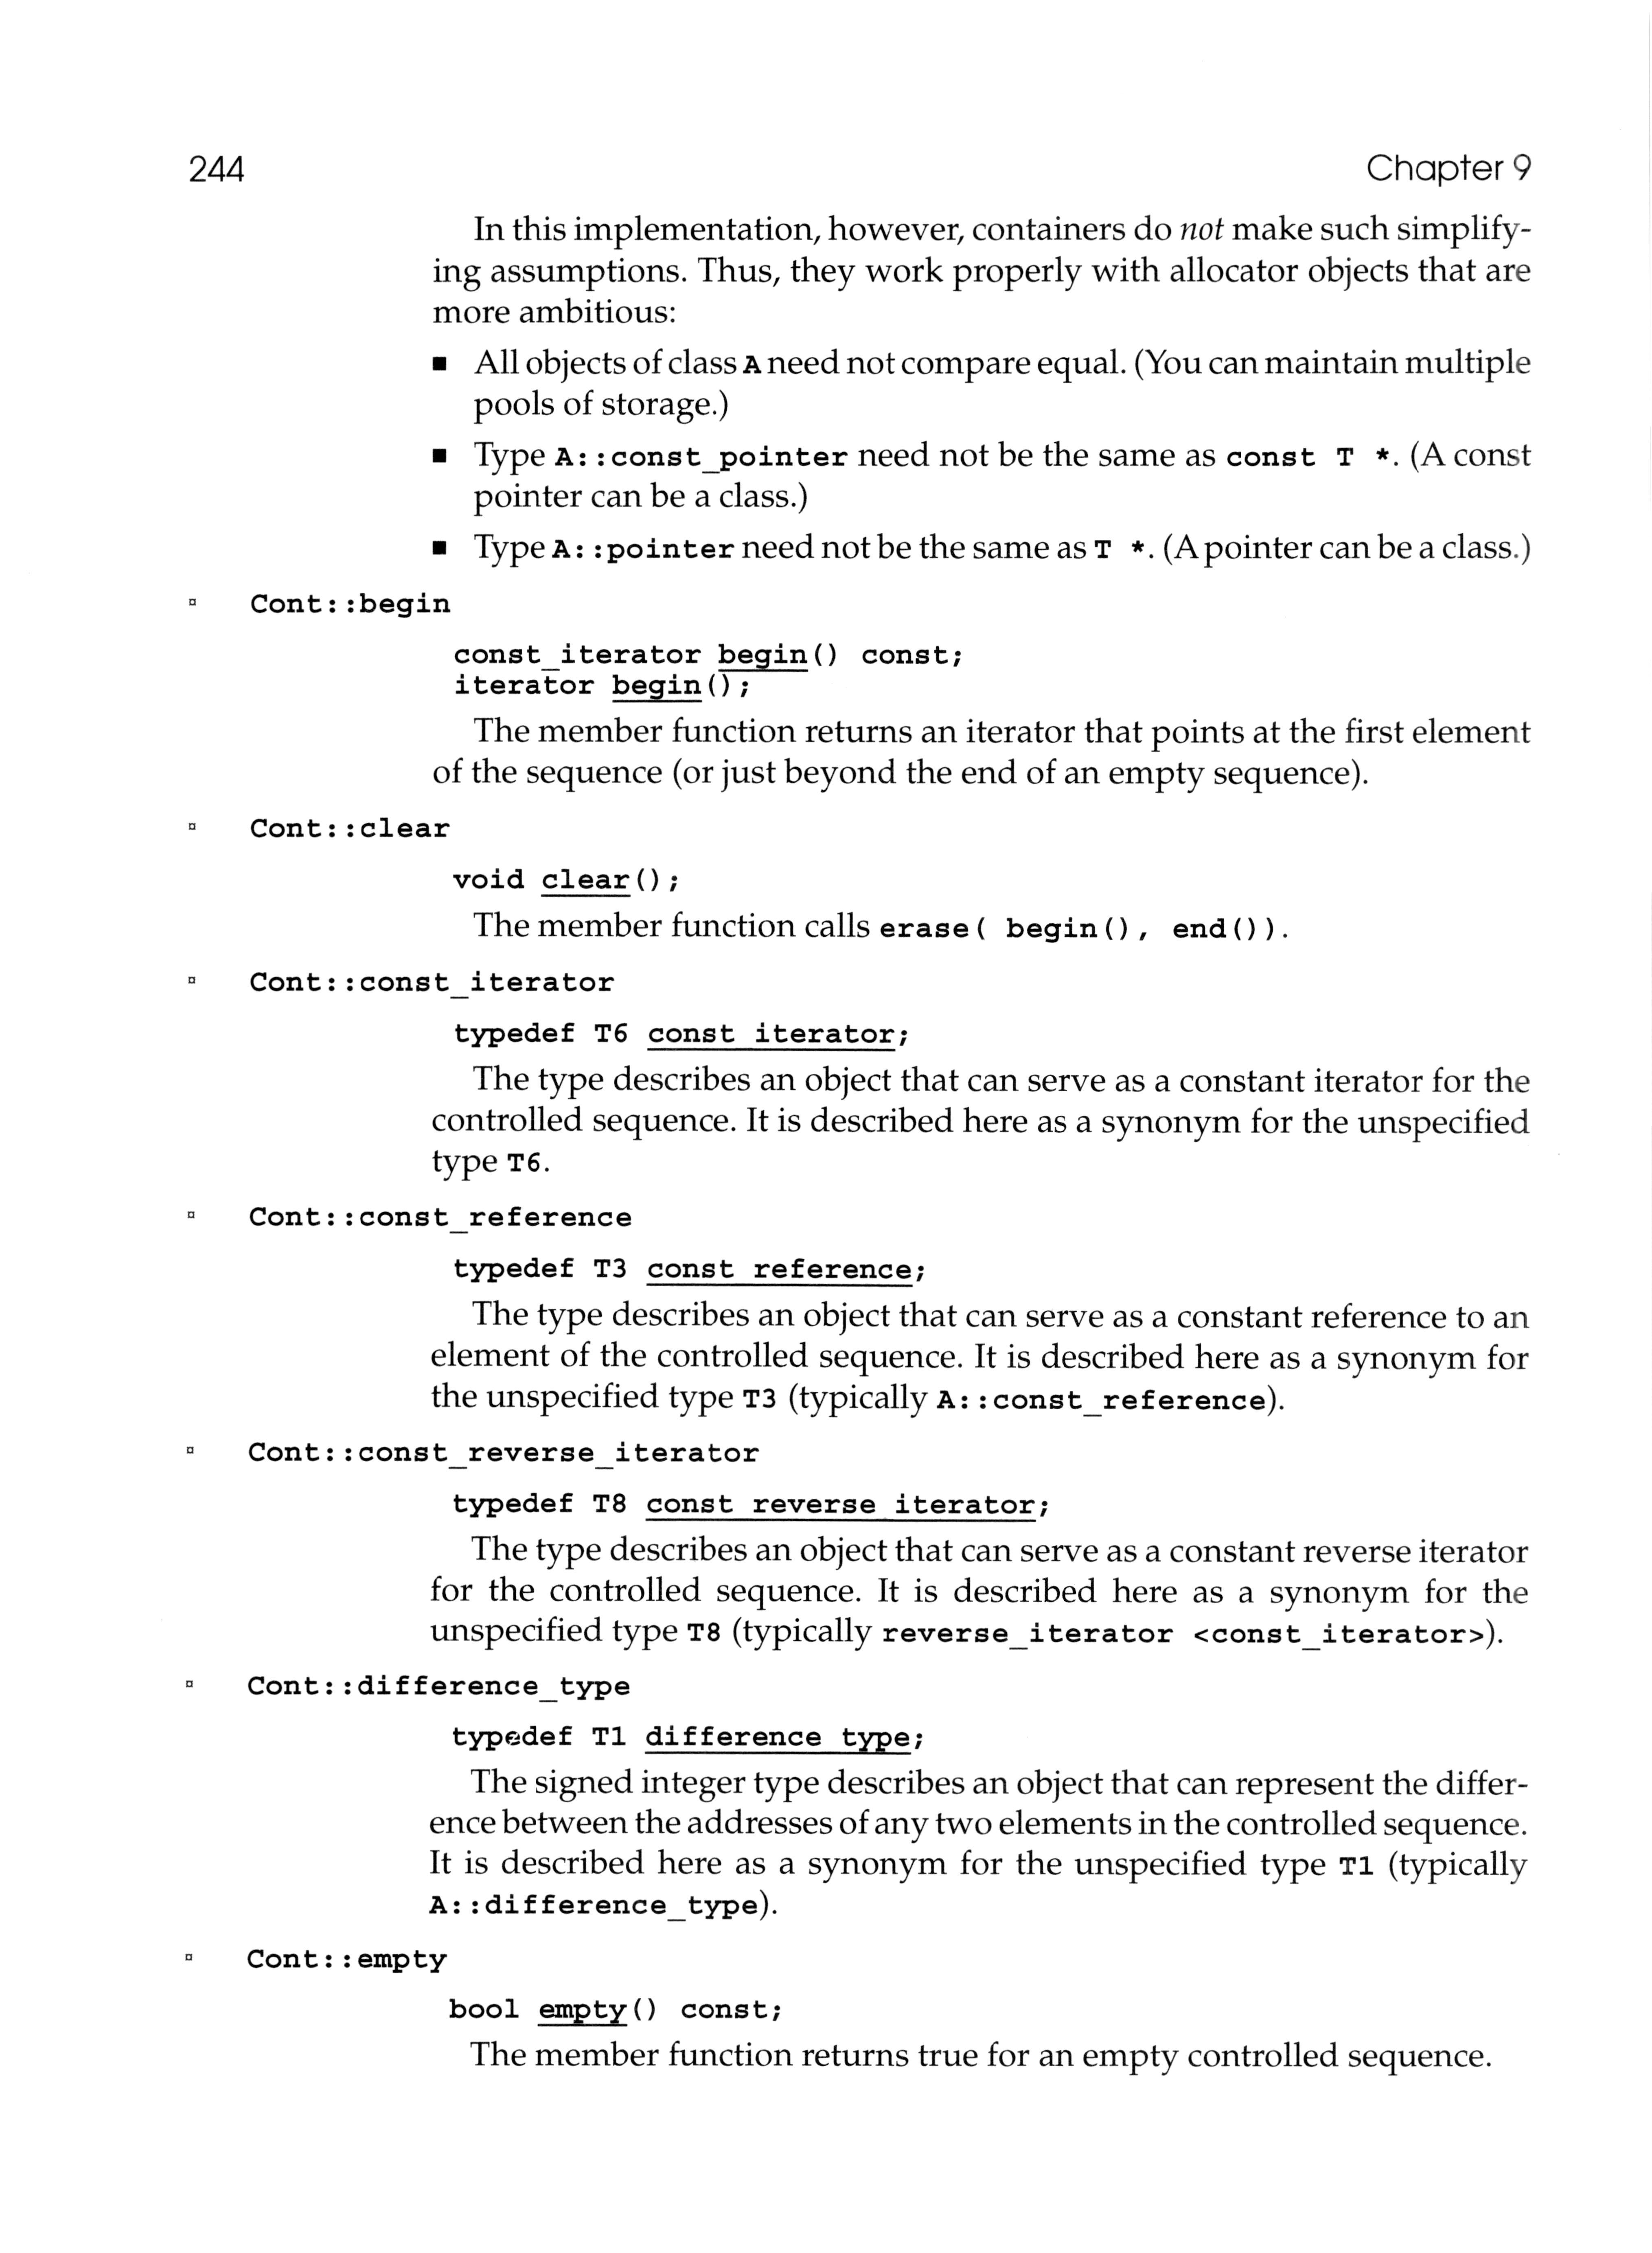 244
Chapter 9
In this implementation, however, containers do not make such simplify-
ing assumptions. Thus, they work properly with allocator objects that are
more ambitious:
■ All objects of class A need not compare equal. (You can maintain multiple
pools of storage.)
■ Type A::const_pointer need not be the same as const T *. (A const
pointer can be a class.)
■ Type A::pointer need not be the same as T *. (A pointer can be a class.)
▫ Cont::begin
const_iterator begin() const;
iterator begin();
The member function returns an iterator that points at the first element
of the sequence (or just beyond the end of an empty sequence).
▫ Cont::clear
void clear();
The member function calls erase( begin(), end()).
▫ Cont::const_iterator
typedef T6 const_iterator;
The type describes an object that can serve as a constant iterator for the
controlled sequence. It is described here as a synonym for the unspecified
type T6.
▫ Cont::const_reference
typedef T3 const_reference;
The type describes an object that can serve as a constant reference to an
element of the controlled sequence. It is described here as a synonym for
the unspecified type T3 (typically A::const_reference).
▫ Cont::const_reverse_iterator
typedef T8 const_reverse_iterator;
The type describes an object that can serve as a constant reverse iterator
for the controlled sequence. It is described here as a synonym for the
unspecified type T8 (typically reverse_iterator <const_iterator>).
▫ Cont::difference_type
typedef T1 difference_type;
The signed integer type describes an object that can represent the differ-
ence between the addresses of any two elements in the controlled sequence.
It is described here as a synonym for the unspecified type T1 (typically
A::difference_type).
▫ Cont::empty
bool empty() const;
The member function returns true for an empty controlled sequence.